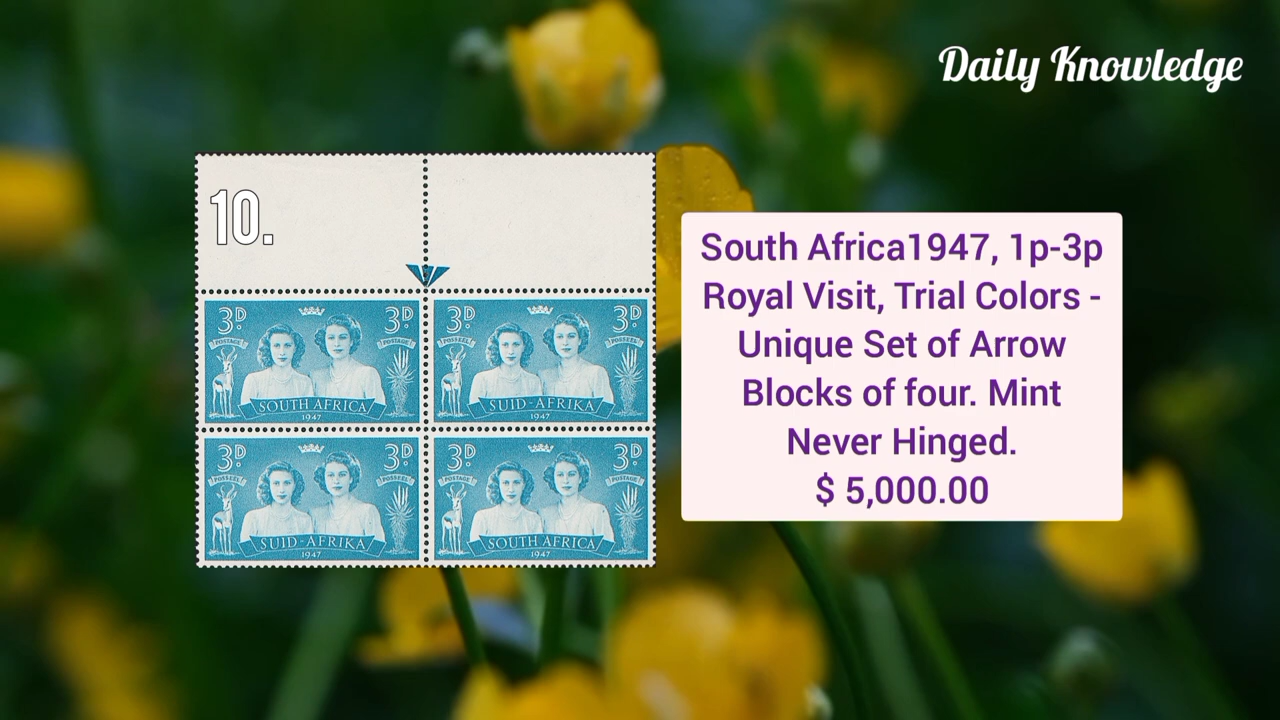 Daily Knowledge
10.
South Africa1947, 1p-3p
Royal Visit, Trial Colors -
Unique Set of Arrow
Blocks of four. Mint
Never Hinged.
$ 5,000.00
3D 3D
POSTAGE POSSEEL
SOUTH AFRICA
1947
3D 3D
POSSEEL POSTAGE
SUID-AFRIKA
1947
3D 3D
POSSEEL POSTAGE
SUID-AFRIKA
1947
3D 3D
POSTAGE POSSEEL
SOUTH AFRICA
1947